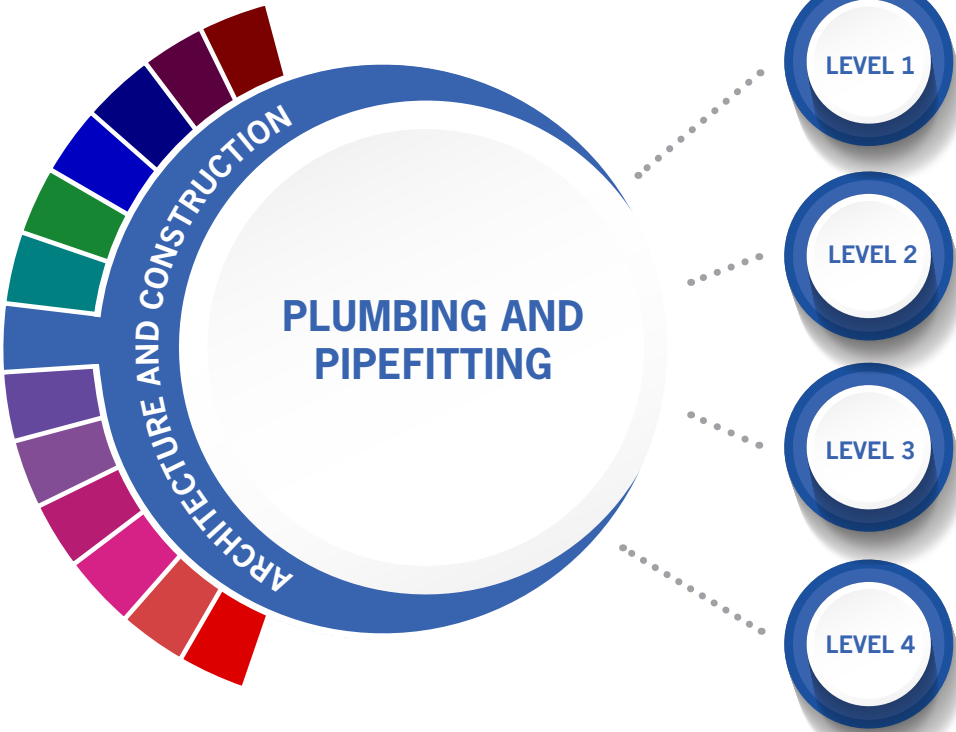 ARCHITECTURE AND CONSTRUCTION
PLUMBING AND
PIPEFITTING
LEVEL 1
LEVEL 2
LEVEL 3
LEVEL 4